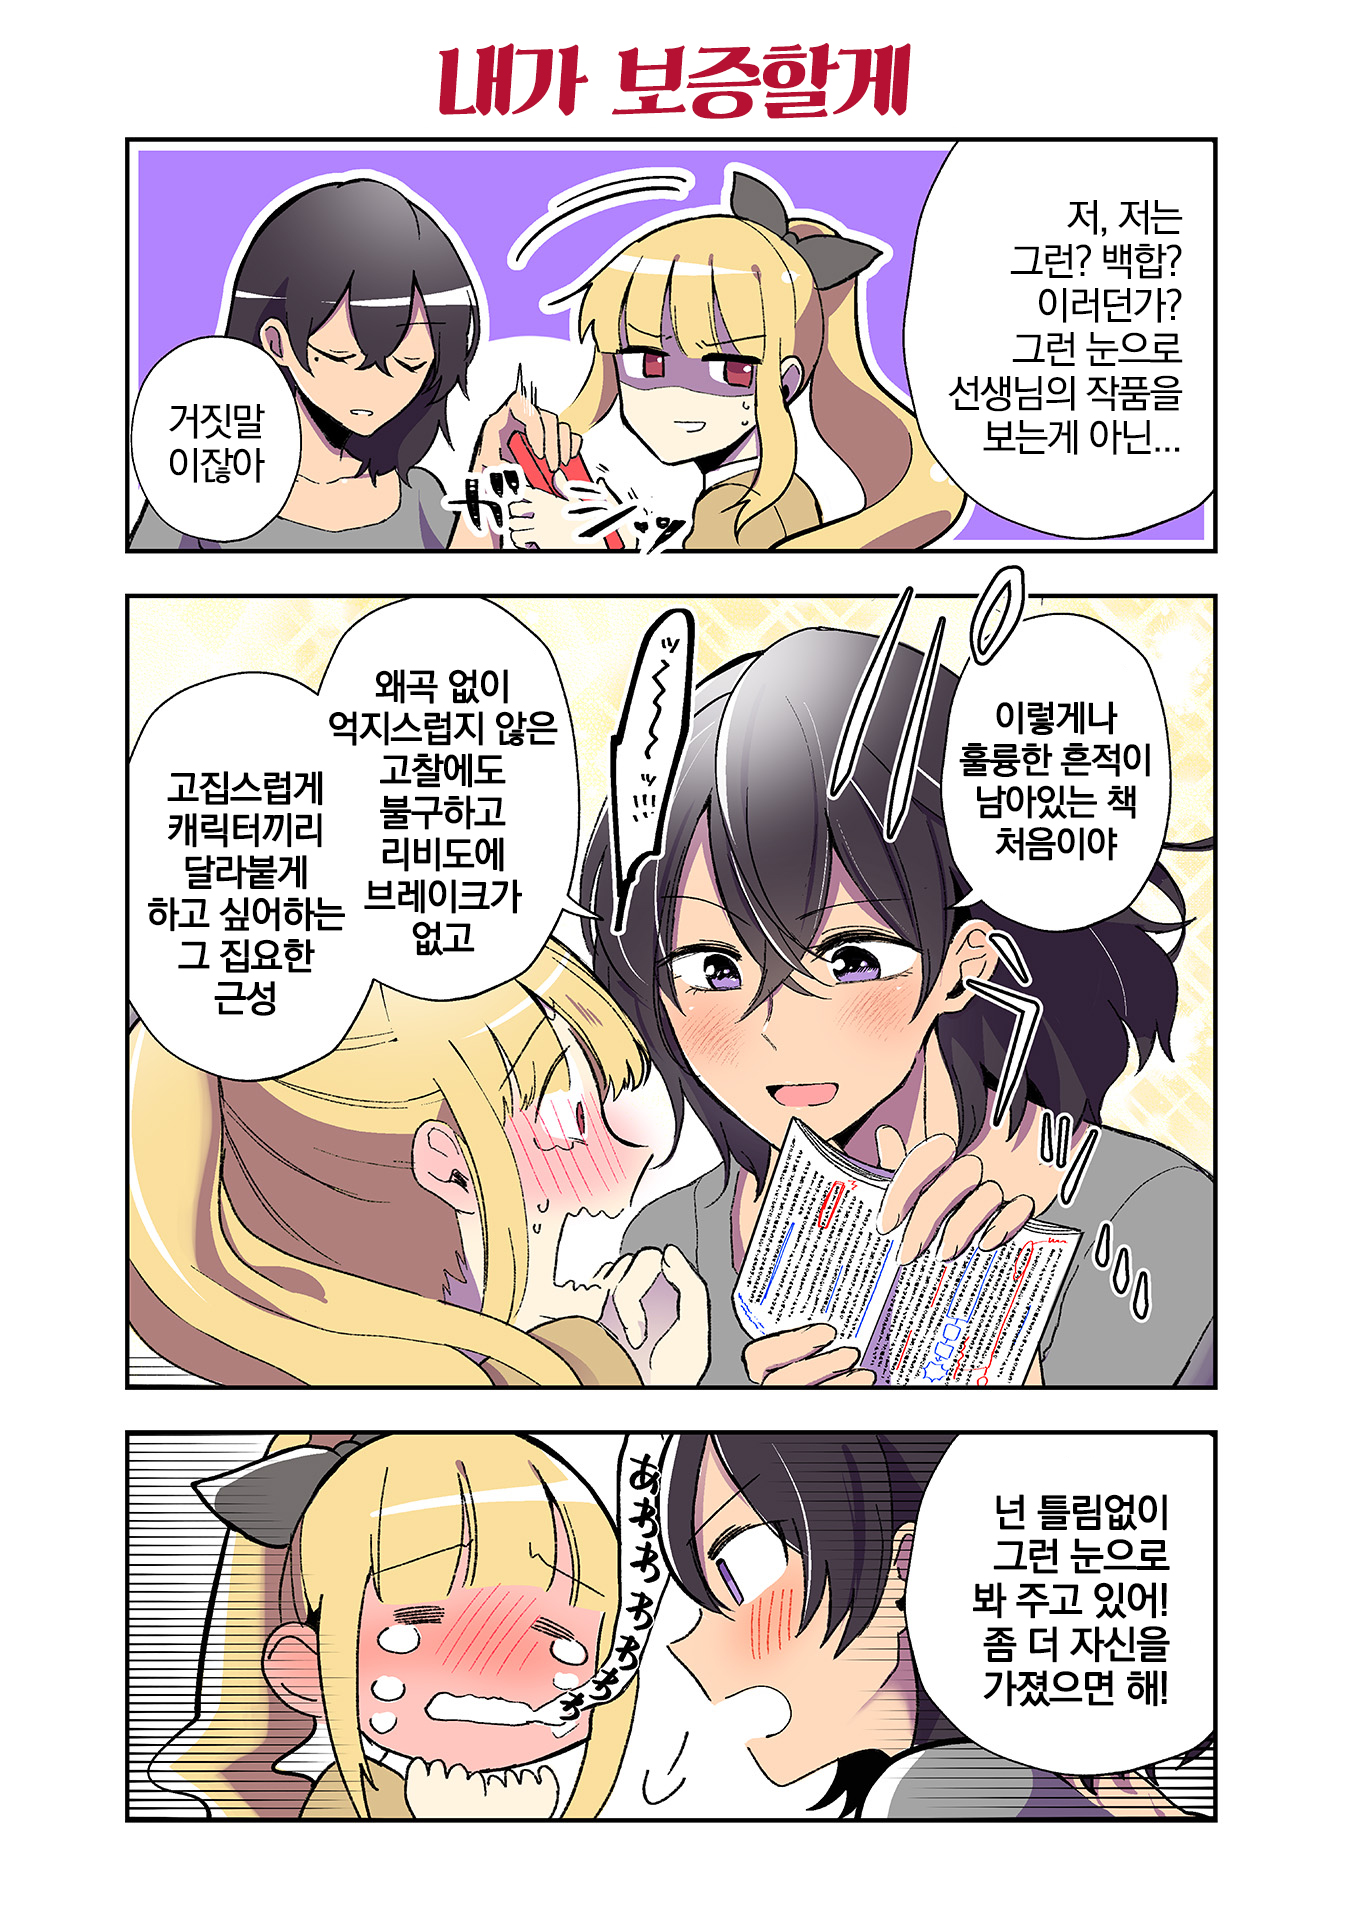 내가 보증할게
저, 저는
그런? 백합?
이러던가?
그런 눈으로
선생님의 작품을
보는게 아닌...
거짓말
이잖아
이렇게나
훌륭한 흔적이
남아있는 책
처음이야
왜곡 없이
억지스럽지 않은
고찰에도
불구하고
리비도에
브레이크가
없고
고집스럽게
캐릭터끼리
달라붙게
하고 싶어하는
그 집요한
근성
넌 틀림없이
그런 눈으로
봐 주고 있어!
좀 더 자신을
가졌으면 해!
あわわわわわわ